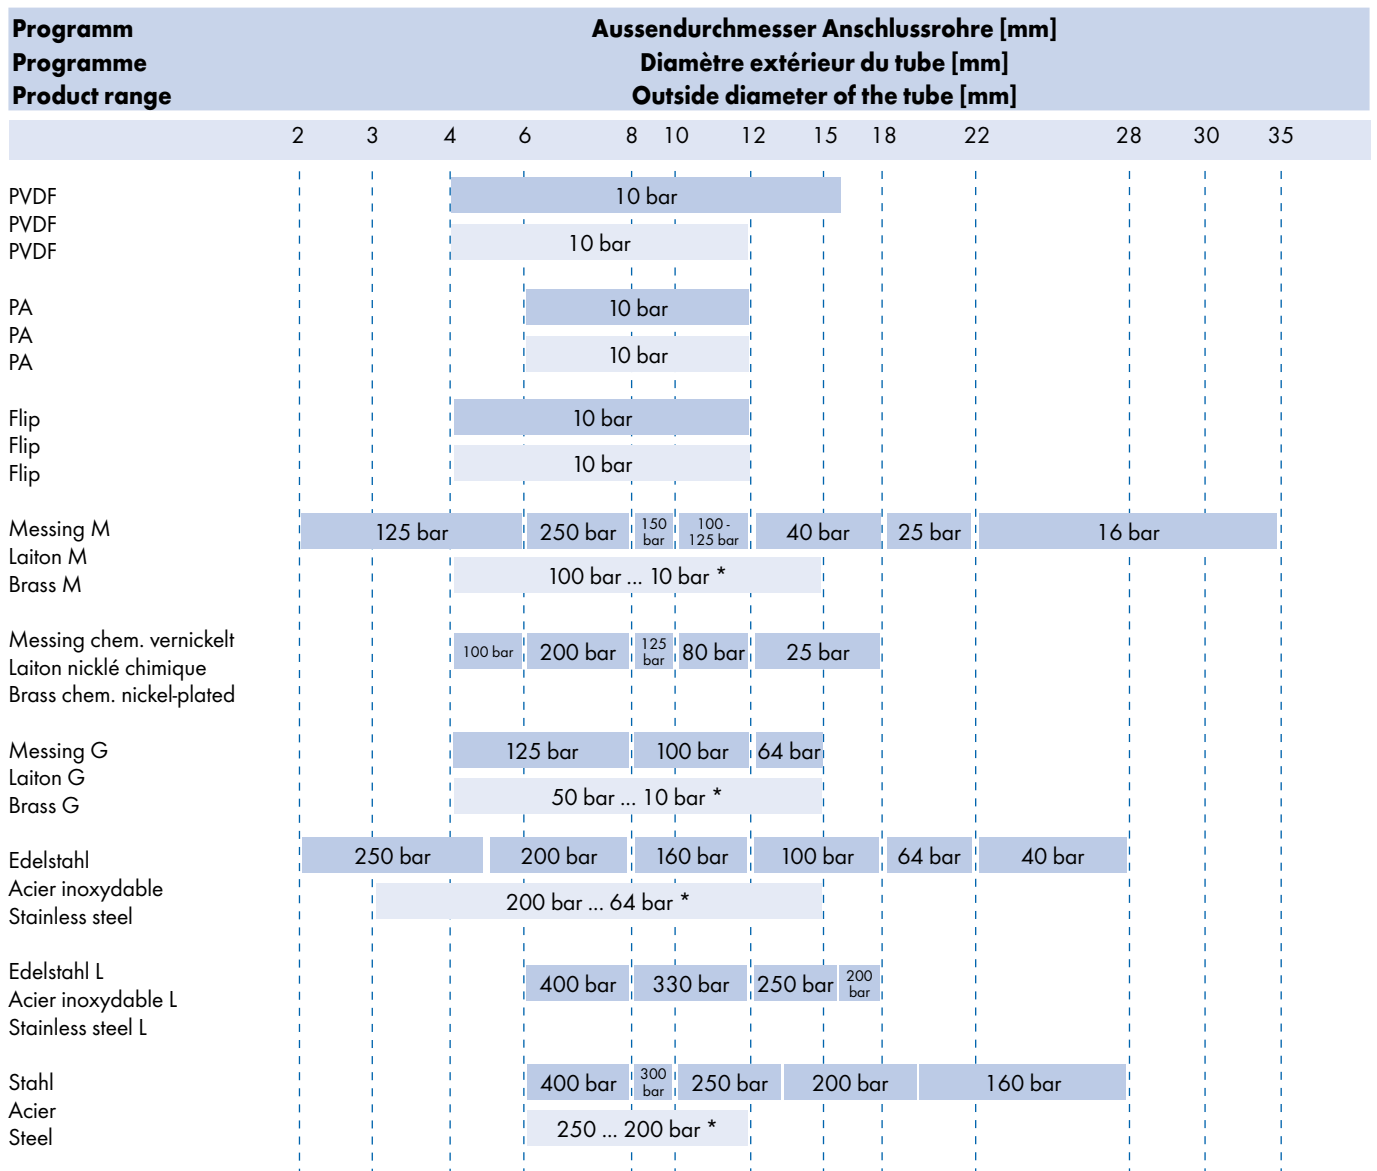 Programm Aussendurchmesser Anschlussrohre [mm]
Programme Diamètre extérieur du tube [mm]
Product range Outside diameter of the tube [mm]
2 3 4 6 8 10 12 15 18 22 28 30 35
PVDF 10 bar
PVDF
PVDF 10 bar
PA 10 bar
PA
PA 10 bar
Flip 10 bar
Flip
Flip 10 bar
Messing M 125 bar 250 bar 150 bar 100 - 125 bar 40 bar 25 bar 16 bar
Laiton M
Brass M 100 bar ... 10 bar *
Messing chem. vernickelt 100 bar 200 bar 125 bar 80 bar 25 bar
Laiton nicklé chimique
Brass chem. nickel-plated
Messing G 125 bar 100 bar 64 bar
Laiton G
Brass G 50 bar ... 10 bar *
Edelstahl 250 bar 200 bar 160 bar 100 bar 64 bar 40 bar
Acier inoxydable
Stainless steel 200 bar ... 64 bar *
Edelstahl L 400 bar 330 bar 250 bar 200 bar
Acier inoxydable L
Stainless steel L
Stahl 400 bar 300 bar 250 bar 200 bar 160 bar
Acier
Steel 250 ... 200 bar *